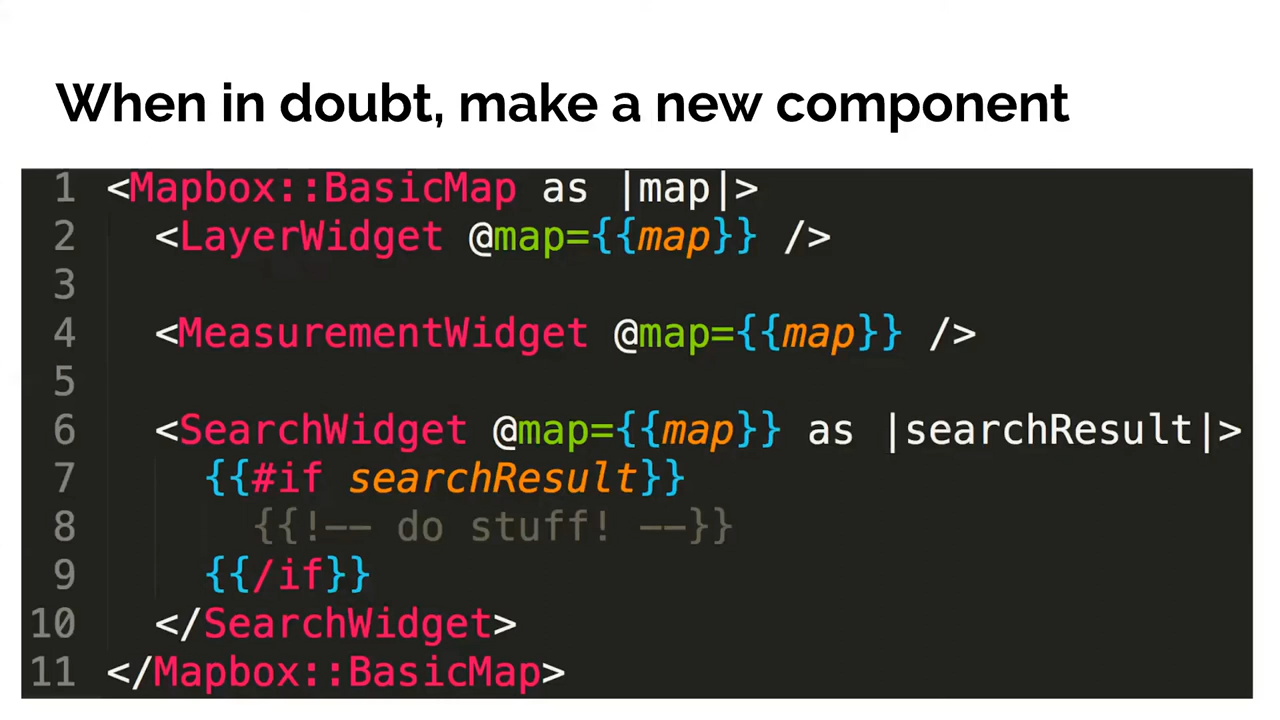 When in doubt, make a new component
1 <Mapbox::BasicMap as |map|>
2   <LayerWidget @map={{map}} />
3
4   <MeasurementWidget @map={{map}} />
5
6   <SearchWidget @map={{map}} as |searchResult|>
7     {{#if searchResult}}
8       {{!-- do stuff! --}}
9     {{/if}}
10   </SearchWidget>
11 </Mapbox::BasicMap>